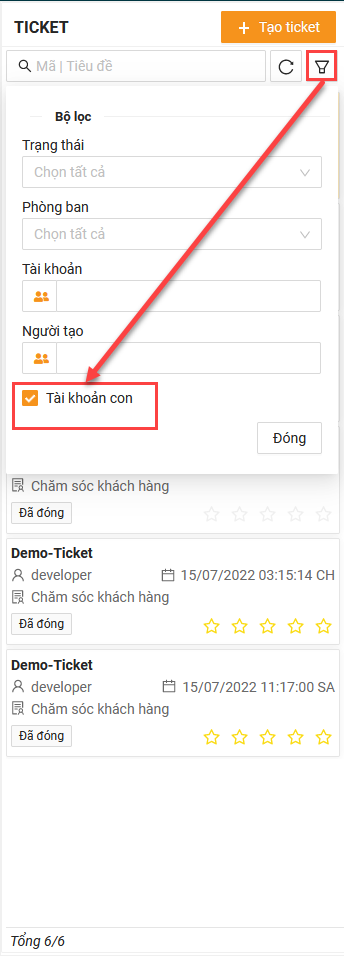 TICKET
+ Tạo ticket
Mã | Tiêu đề
Bộ lọc
Trạng thái
Chọn tất cả
Phòng ban
Chọn tất cả
Tài khoản
Người tạo
Tài khoản con
Đóng
Chăm sóc khách hàng
Đã đóng
Demo-Ticket
developer 15/07/2022 03:15:14 CH
Chăm sóc khách hàng
Đã đóng
Demo-Ticket
developer 15/07/2022 11:17:00 SA
Chăm sóc khách hàng
Đã đóng
Tổng 6/6